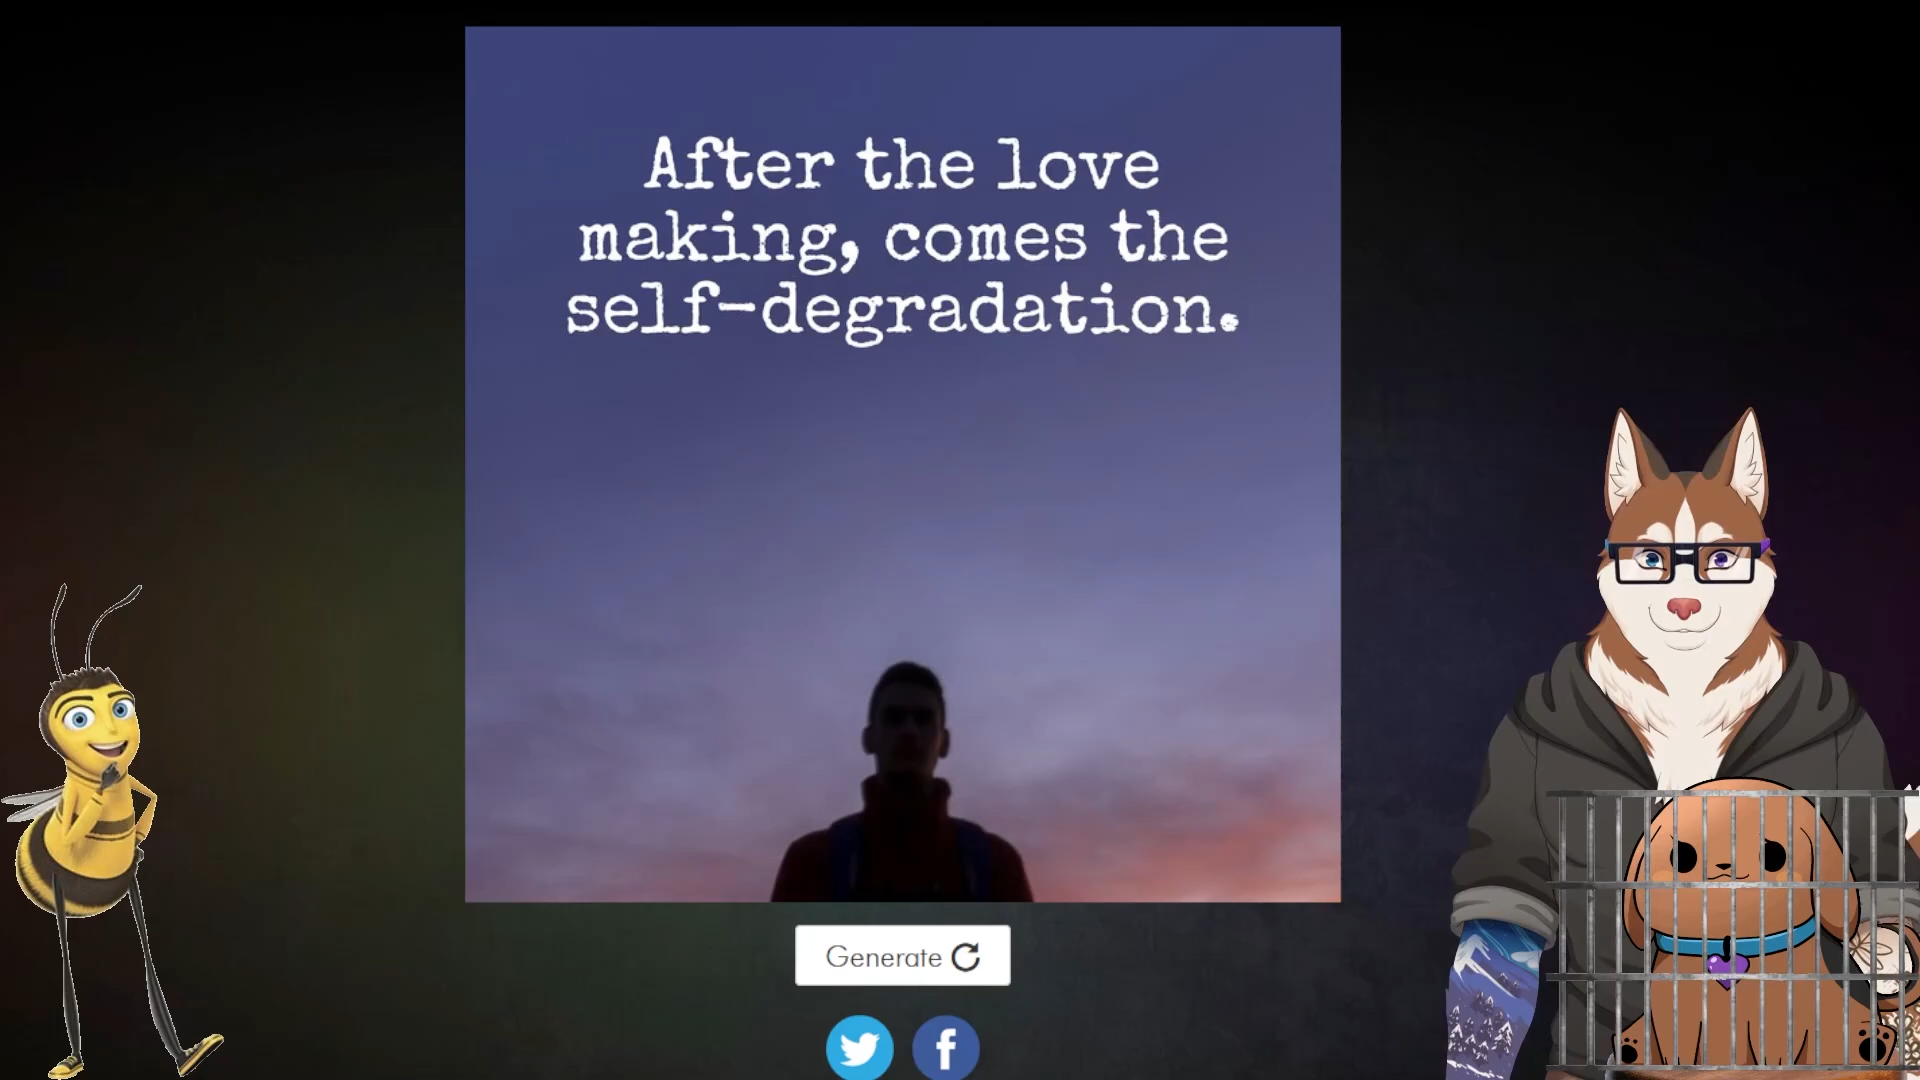 After the love
making, comes the
self-degradation.
Generate